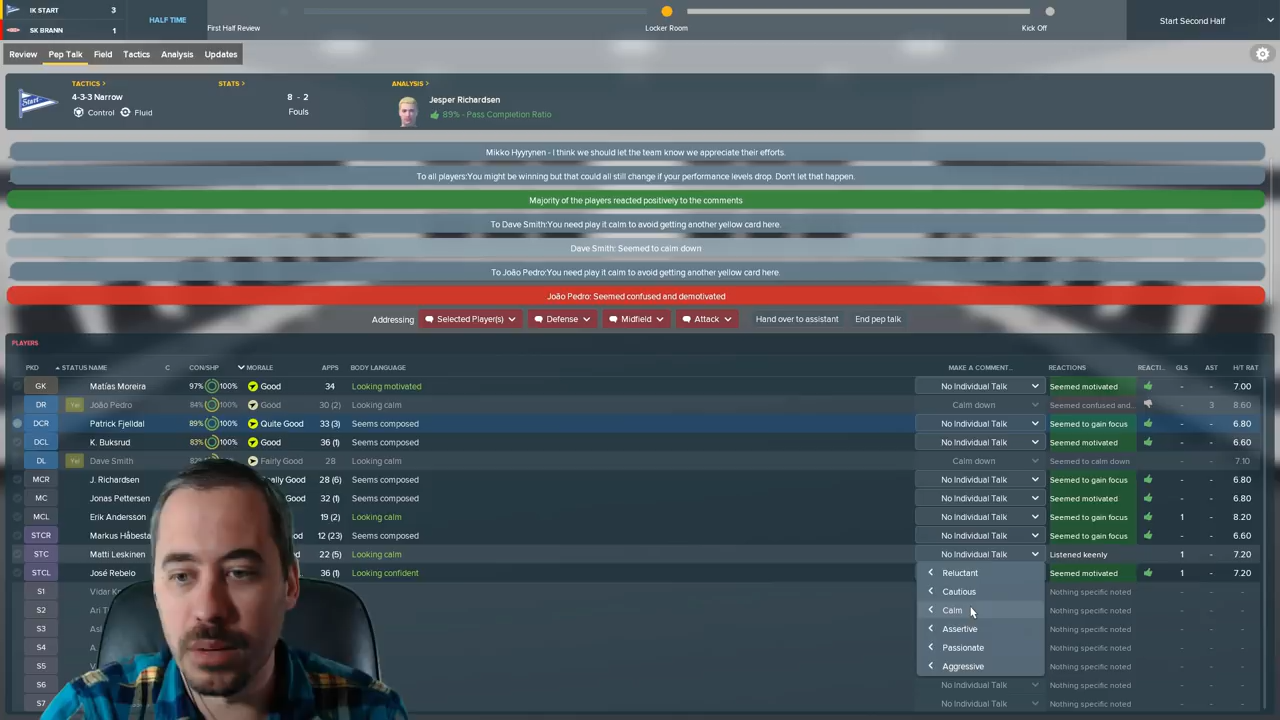 IK START 3
SK BRANN 1
HALF TIME
First Half Review
Locker Room
Kick Off
Start Second Half
Review Pep Talk Field Tactics Analysis Updates
TACTICS > STATS > ANALYSIS >
Start
4-3-3 Narrow
Control Fluid
8 - 2
Fouls
Jesper Richardsen
89% - Pass Completion Ratio
Mikko Hyyrynen - I think we should let the team know we appreciate their efforts.
To all players:You might be winning but that could all still change if your performance levels drop. Don't let that happen.
Majority of the players reacted positively to the comments
To Dave Smith:You need play it calm to avoid getting another yellow card here.
Dave Smith: Seemed to calm down
To João Pedro:You need play it calm to avoid getting another yellow card here.
João Pedro: Seemed confused and demotivated
Addressing Selected Player(s) Defense Midfield Attack Hand over to assistant End pep talk
PLAYERS
PKD STATUS NAME C CON/SHP MORALE APPS BODY LANGUAGE MAKE A COMMENT... REACTIONS REACTI... GLS AST H/T RAT
GK Matías Moreira 97% 100% Good 34 Looking motivated No Individual Talk Seemed motivated - - 7.00
DR Yel João Pedro 84% 100% Good 30 (2) Looking calm Calm down Seemed confused and... - 3 8.60
DCR Patrick Fjelldal 89% 100% Quite Good 33 (3) Seems composed No Individual Talk Seemed to gain focus - - 6.80
DCL K. Buksrud 83% 100% Good 36 (1) Seems composed No Individual Talk Seemed motivated - - 6.60
DL Yel Dave Smith Fairly Good 28 Looking calm Calm down Seemed to calm down - - 7.10
MCR J. Richardsen Good 28 (6) Seems composed No Individual Talk Seemed to gain focus - - 6.80
MC Jonas Pettersen Good 32 (1) Seems composed No Individual Talk Seemed motivated - - 6.80
MCL Erik Andersson 19 (2) Looking calm No Individual Talk Seemed to gain focus 1 - 8.20
STCR Markus Håbesta Good 12 (23) Seems composed No Individual Talk Seemed to gain focus - - 6.60
STC Matti Leskinen Good 22 (5) Looking calm No Individual Talk Listened keenly 1 - 7.20
STCL José Rebelo 36 (1) Looking confident Reluctant Seemed motivated 1 - 7.20
S1 Vidar Cautious Nothing specific noted - - -
S2 Ari Calm Nothing specific noted - - -
S3 Assertive Nothing specific noted - - -
S4 A. Passionate Nothing specific noted - - -
S5 Aggressive Nothing specific noted - - -
S6 No Individual Talk Nothing specific noted - - -
S7 No Individual Talk Nothing specific noted - - -